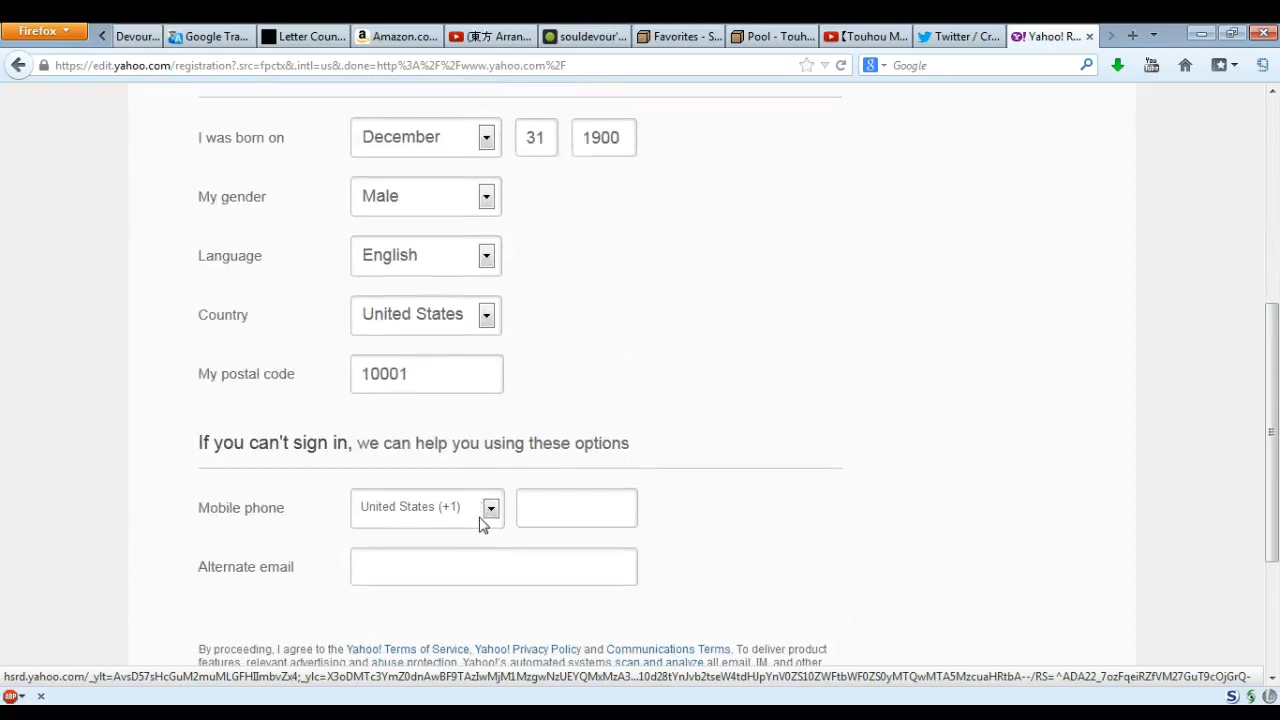 Firefox
Devour...
Google Tra...
Letter Coun...
Amazon.co...
(東方 Arran...
souldevour'...
Favorites - S...
Pool - Touh...
【Touhou M...
Twitter / Cr...
Yahoo! R...
https://edit.yahoo.com/registration?.src=fpctx&.intl=us&.done=http%3A%2F%2Fwww.yahoo.com%2F
Google
I was born on December 31 1900
My gender Male
Language English
Country United States
My postal code 10001
If you can't sign in, we can help you using these options
Mobile phone United States (+1)
Alternate email
By proceeding, I agree to the Yahoo! Terms of Service, Yahoo! Privacy Policy and Communications Terms. To deliver product
features, relevant advertising and abuse protection, Yahoo!'s automated systems scan and analyze all email, IM, and other
ABP